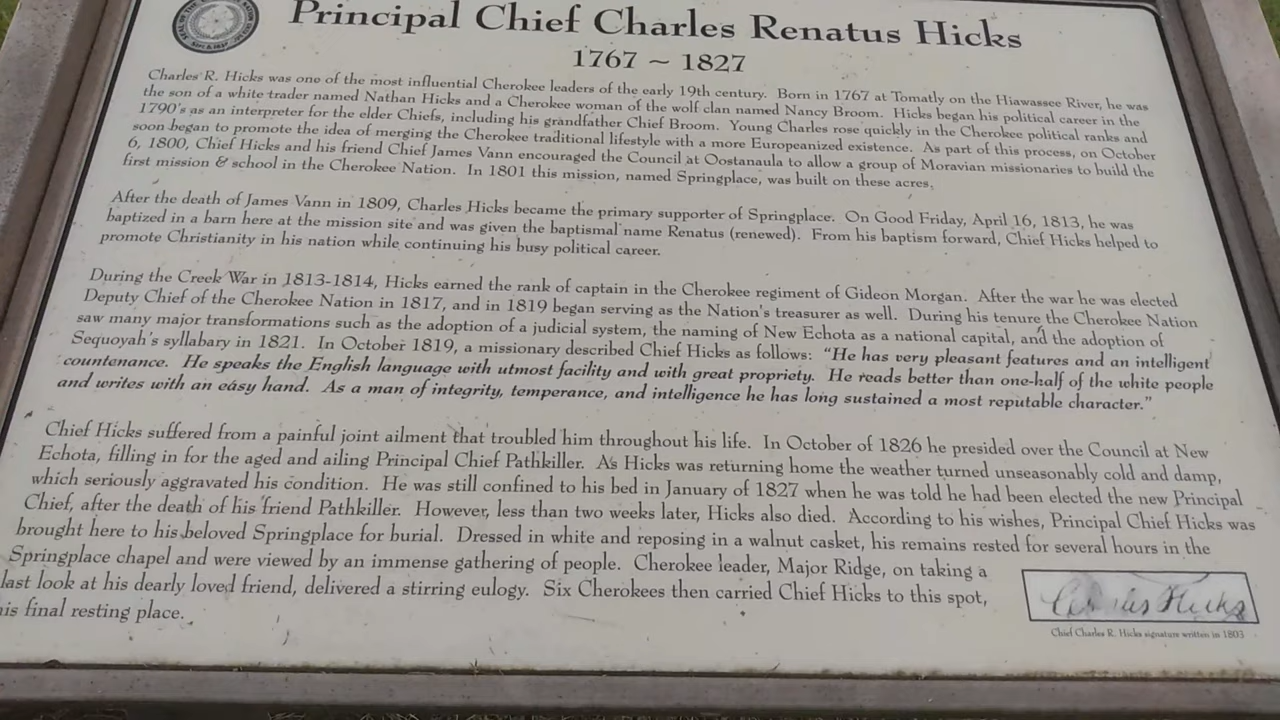 Principal Chief Charles Renatus Hicks
1767 ~ 1827
Charles R. Hicks was one of the most influential Cherokee leaders of the early 19th century. Born in 1767 at Tomatly on the Hiawassee River, he was
the son of a white trader named Nathan Hicks and a Cherokee woman of the wolf clan named Nancy Broom. Hicks began his political career in the
1790's as an interpreter for the elder Chiefs, including his grandfather Chief Broom. Young Charles rose quickly in the Cherokee political ranks and
soon began to promote the idea of merging the Cherokee traditional lifestyle with a more Europeanized existence. As part of this process, on October
6, 1800, Chief Hicks and his friend Chief James Vann encouraged the Council at Oostanaula to allow a group of Moravian missionaries to build the
first mission & school in the Cherokee Nation. In 1801 this mission, named Springplace, was built on these acres.
After the death of James Vann in 1809, Charles Hicks became the primary supporter of Springplace. On Good Friday, April 16, 1813, he was
baptized in a barn here at the mission site and was given the baptismal name Renatus (renewed). From his baptism forward, Chief Hicks helped to
promote Christianity in his nation while continuing his busy political career.
During the Creek War in 1813-1814, Hicks earned the rank of captain in the Cherokee regiment of Gideon Morgan. After the war he was elected
Deputy Chief of the Cherokee Nation in 1817, and in 1819 began serving as the Nation's treasurer as well. During his tenure the Cherokee Nation
saw many major transformations such as the adoption of a judicial system, the naming of New Echota as a national capital, and the adoption of
Sequoyah's syllabary in 1821. In October 1819, a missionary described Chief Hicks as follows: "He has very pleasant features and an intelligent
countenance. He speaks the English language with utmost facility and with great propriety. He reads better than one-half of the white people
and writes with an easy hand. As a man of integrity, temperance, and intelligence he has long sustained a most reputable character."
Chief Hicks suffered from a painful joint ailment that troubled him throughout his life. In October of 1826 he presided over the Council at New
Echota, filling in for the aged and ailing Principal Chief Pathkiller. As Hicks was returning home the weather turned unseasonably cold and damp,
which seriously aggravated his condition. He was still confined to his bed in January of 1827 when he was told he had been elected the new Principal
Chief, after the death of his friend Pathkiller. However, less than two weeks later, Hicks also died. According to his wishes, Principal Chief Hicks was
brought here to his beloved Springplace for burial. Dressed in white and reposing in a walnut casket, his remains rested for several hours in the
Springplace chapel and were viewed by an immense gathering of people. Cherokee leader, Major Ridge, on taking a
last look at his dearly loved friend, delivered a stirring eulogy. Six Cherokees then carried Chief Hicks to this spot,
his final resting place.
Hicks
Chief Charles R. Hicks signature written in 1803